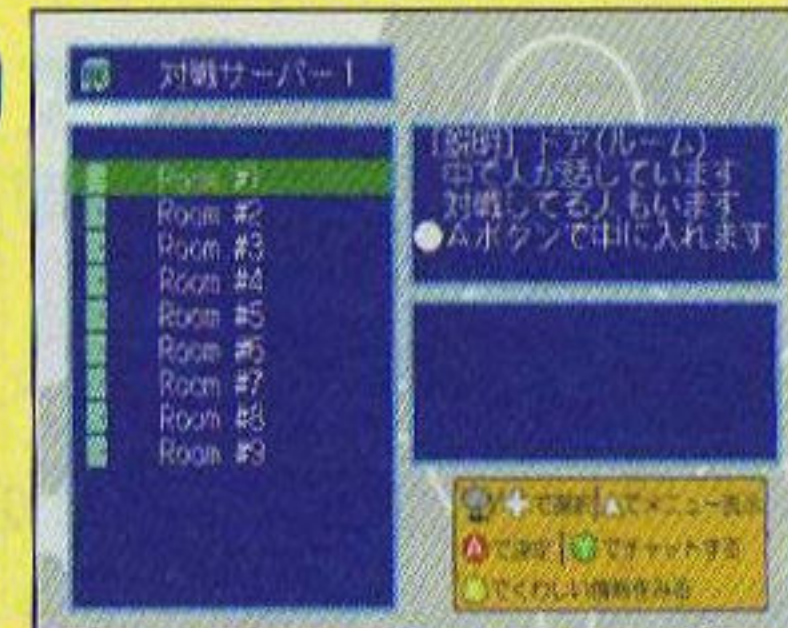 対戦サーバー1
Room #1
Room #2
Room #3
Room #4
Room #5
Room #6
Room #7
Room #8
Room #9
[説明] ドア(ルーム)
中で人が話しています
対戦してる人もいます
●Aボタンで中に入れます
✚で選択 ▲でメニュー表示
Aで決定 Yでチャットする
でくわしい情報をみる